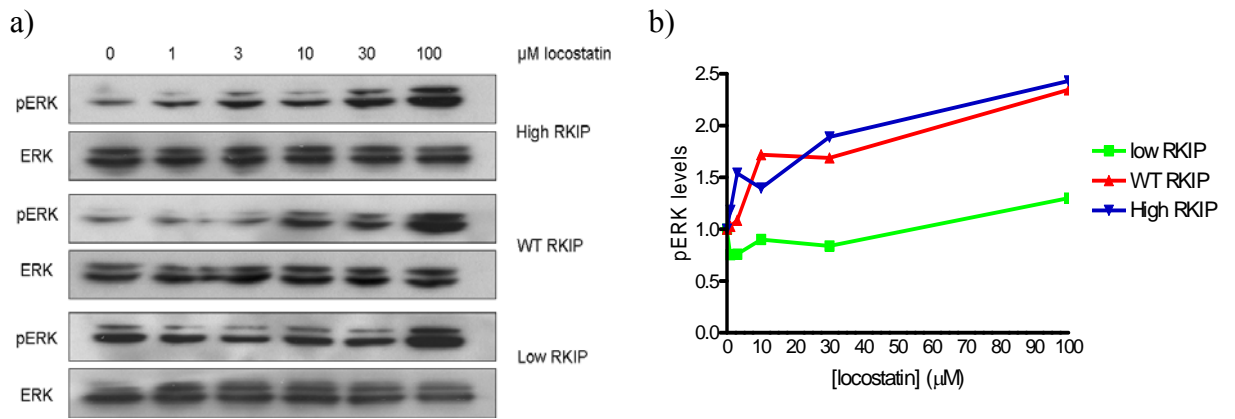 a)
0 1 3 10 30 100 µM locostatin
pERK
High RKIP
ERK
pERK
WT RKIP
ERK
pERK
Low RKIP
ERK
b)
2.5
2.0
1.5
1.0
0.5
0.0
pERK levels
0 10 20 30 40 50 60 70 80 90 100
[locostatin] (µM)
low RKIP
WT RKIP
High RKIP